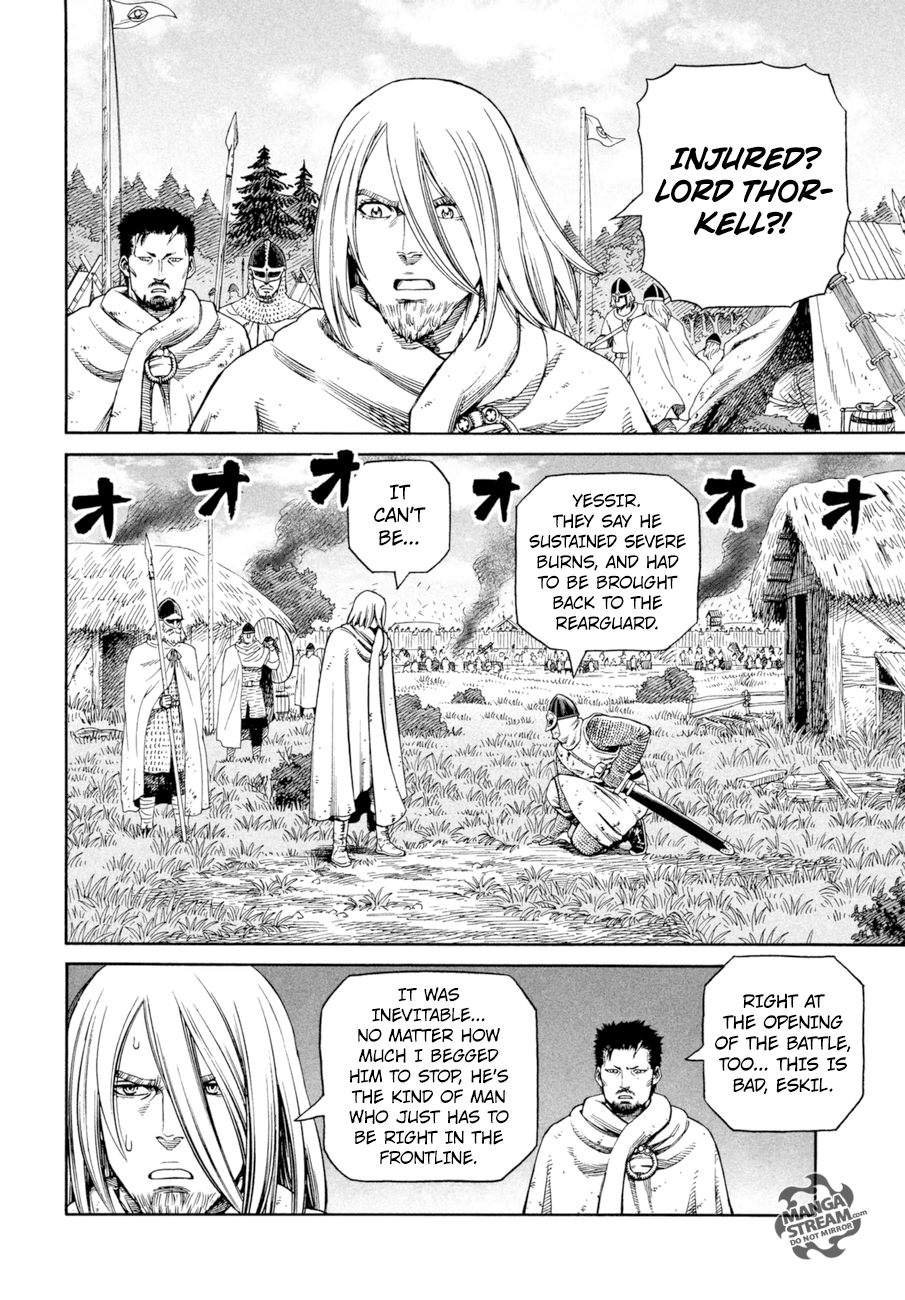 INJURED?
LORD THOR-
KELL?!
オ オ オ オ オ オ
YESSIR.
THEY SAY HE
SUSTAINED SEVERE
BURNS, AND HAD
TO BE BROUGHT
BACK TO THE
REARGUARD.
IT
CAN'T
BE...
RIGHT AT
THE OPENING
OF THE BATTLE,
TOO... THIS IS
BAD, ESKIL.
IT WAS
INEVITABLE...
NO MATTER HOW
MUCH I BEGGED
HIM TO STOP, HE'S
THE KIND OF MAN
WHO JUST HAS TO
BE RIGHT IN THE
FRONTLINE.
MANGA
STREAM.com
DO NOT MIRROR